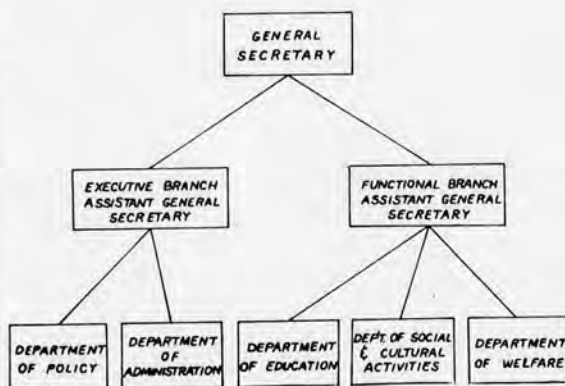 GENERAL
SECRETARY
EXECUTIVE BRANCH
ASSISTANT GENERAL
SECRETARY
FUNCTIONAL BRANCH
ASSISTANT GENERAL
SECRETARY
DEPARTMENT
OF POLICY
DEPARTMENT
OF
ADMINISTRATION
DEPARTMENT
OF EDUCATION
DEP'T. OF SOCIAL
& CULTURAL
ACTIVITIES
DEPARTMENT
OF WELFARE